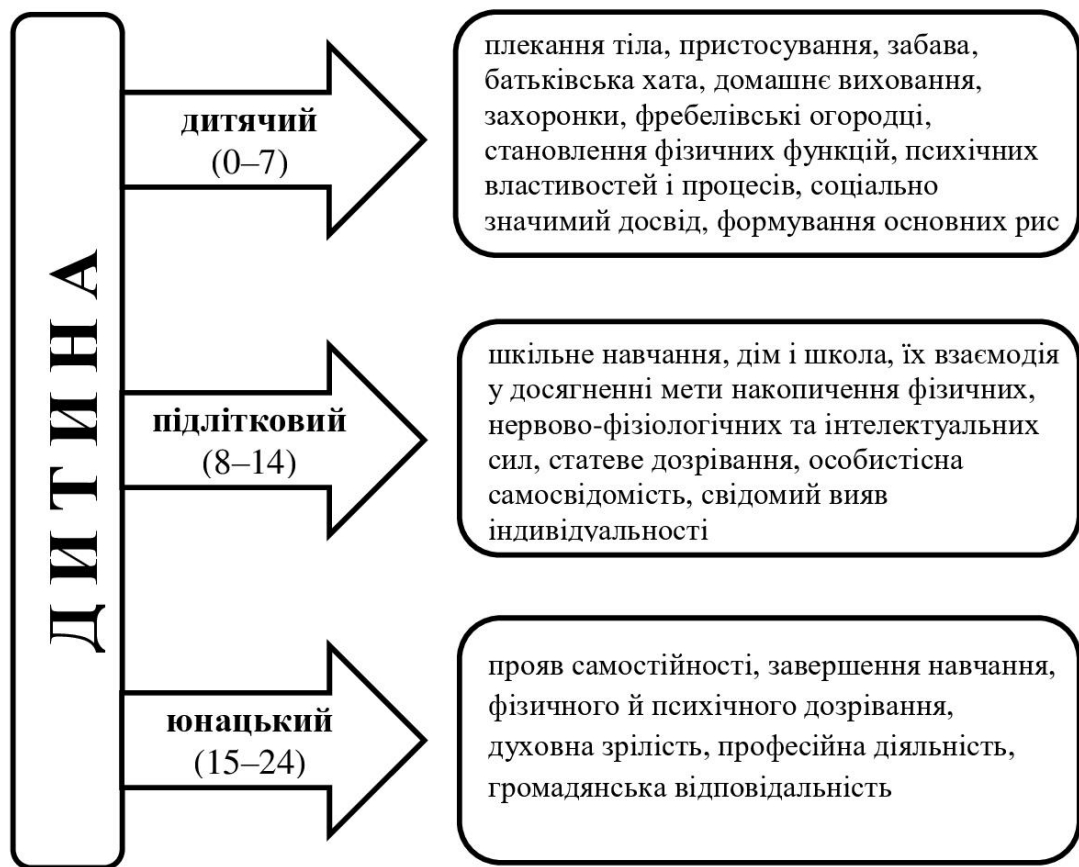 ДИТИНА
дитячий
(0–7)
плекання тіла, пристосування, забава,
батьківська хата, домашнє виховання,
захоронки, фребелівські огородці,
становлення фізичних функцій, психічних
властивостей і процесів, соціально
значимий досвід, формування основних рис
підлітковий
(8–14)
шкільне навчання, дім і школа, їх взаємодія
у досягненні мети накопичення фізичних,
нервово-фізіологічних та інтелектуальних
сил, статеве дозрівання, особистісна
самосвідомість, свідомий вияв
індивідуальності
юнацький
(15–24)
прояв самостійності, завершення навчання,
фізичного й психічного дозрівання,
духовна зрілість, професійна діяльність,
громадянська відповідальність